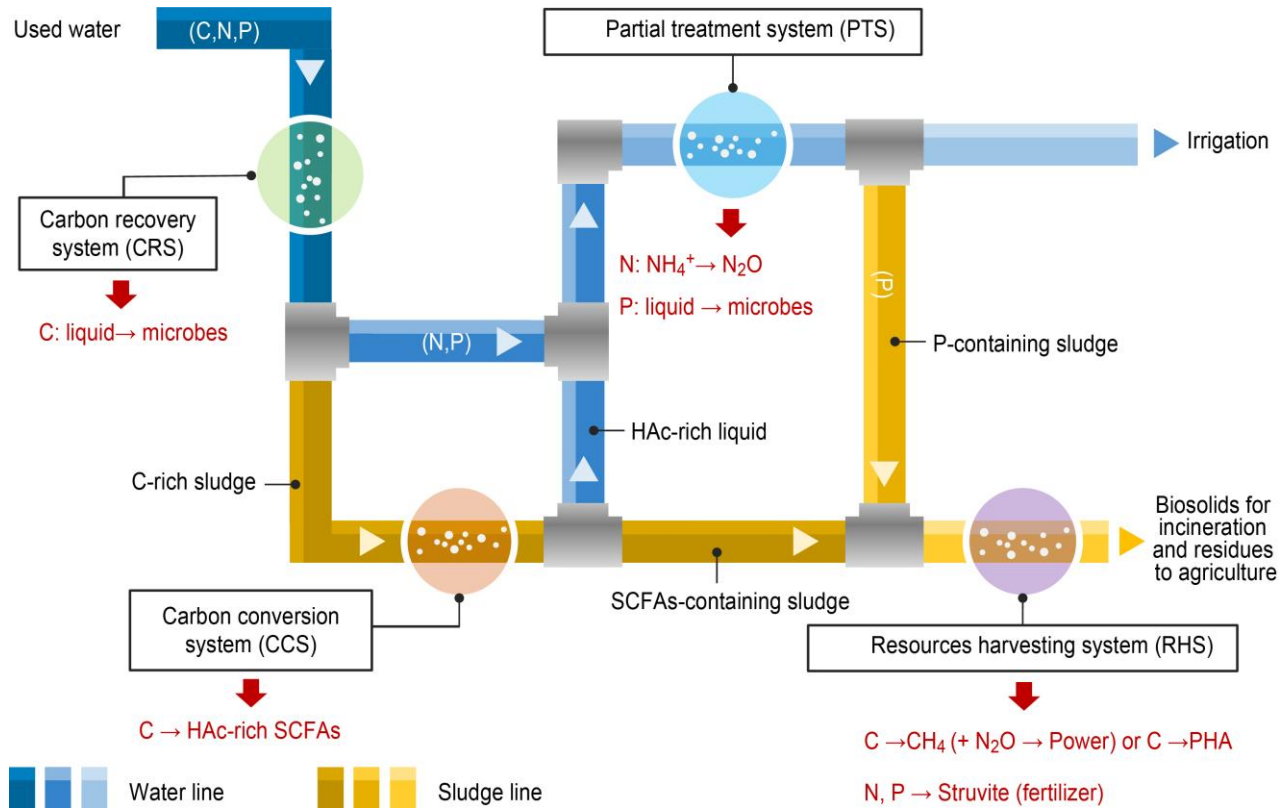 Used water
(C,N,P)
Partial treatment system (PTS)
Irrigation
Carbon recovery
system (CRS)
C: liquid→ microbes
N: NH₄⁺→ N₂O
P: liquid → microbes
(P)
(N,P)
P-containing sludge
HAc-rich liquid
C-rich sludge
Biosolids for
incineration
and residues
to agriculture
SCFAs-containing sludge
Carbon conversion
system (CCS)
Resources harvesting system (RHS)
C → HAc-rich SCFAs
C →CH₄ (+ N₂O → Power) or C →PHA
N, P → Struvite (fertilizer)
Water line
Sludge line